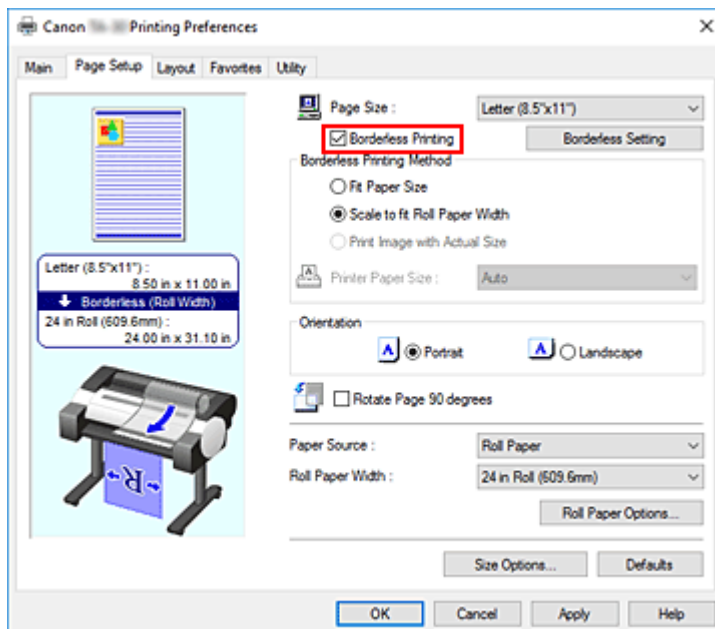 Canon Printing Preferences
Main Page Setup Layout Favorites Utility
Page Size : Letter (8.5"x11")
Borderless Printing Borderless Setting
Borderless Printing Method
Fit Paper Size
Scale to fit Roll Paper Width
Print Image with Actual Size
Printer Paper Size : Auto
Letter (8.5"x11") :
8.50 in x 11.00 in
Borderless (Roll Width)
24 in Roll (609.6mm) :
24.00 in x 31.10 in
Orientation
A Portrait A Landscape
Rotate Page 90 degrees
R
Paper Source : Roll Paper
Roll Paper Width : 24 in Roll (609.6mm)
Roll Paper Options...
Size Options... Defaults
OK Cancel Apply Help